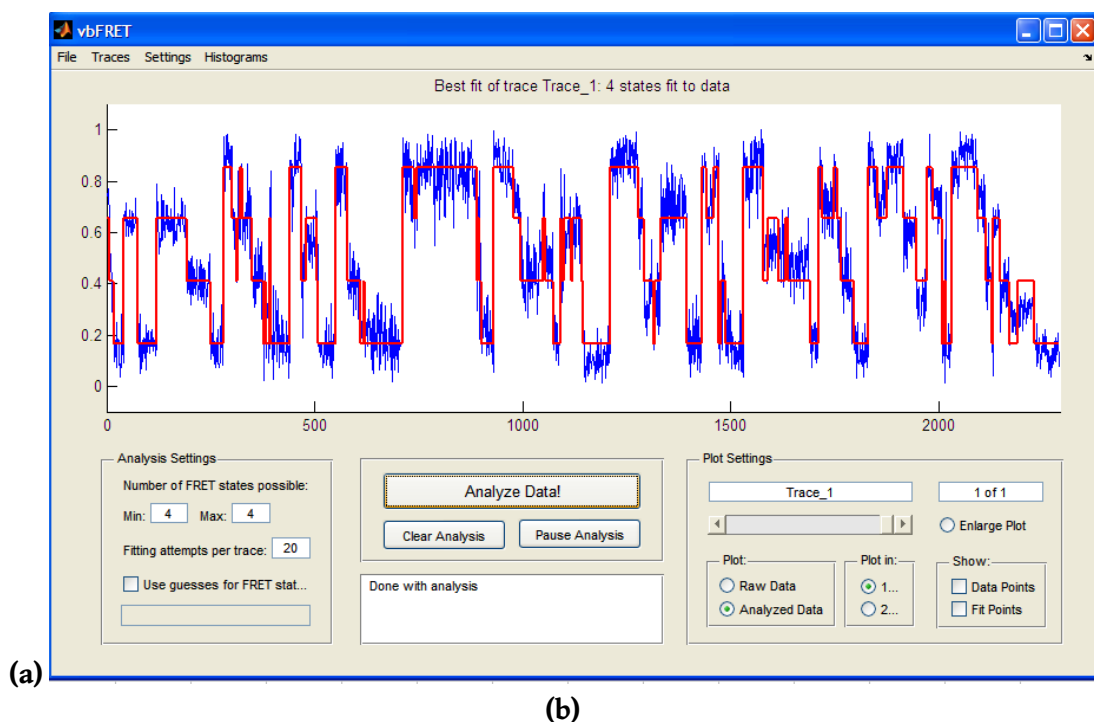 vbFRET
File Traces Settings Histograms
Best fit of trace Trace_1: 4 states fit to data
1
0.8
0.6
0.4
0.2
0
0 500 1000 1500 2000
Analysis Settings
Number of FRET states possible:
Min: 4 Max: 4
Fitting attempts per trace: 20
Use guesses for FRET stat...
Analyze Data!
Clear Analysis Pause Analysis
Done with analysis
Plot Settings
Trace_1 1 of 1
Enlarge Plot
Plot:
Raw Data
Analyzed Data
Plot in:
1...
2...
Show:
Data Points
Fit Points
(a)
(b)